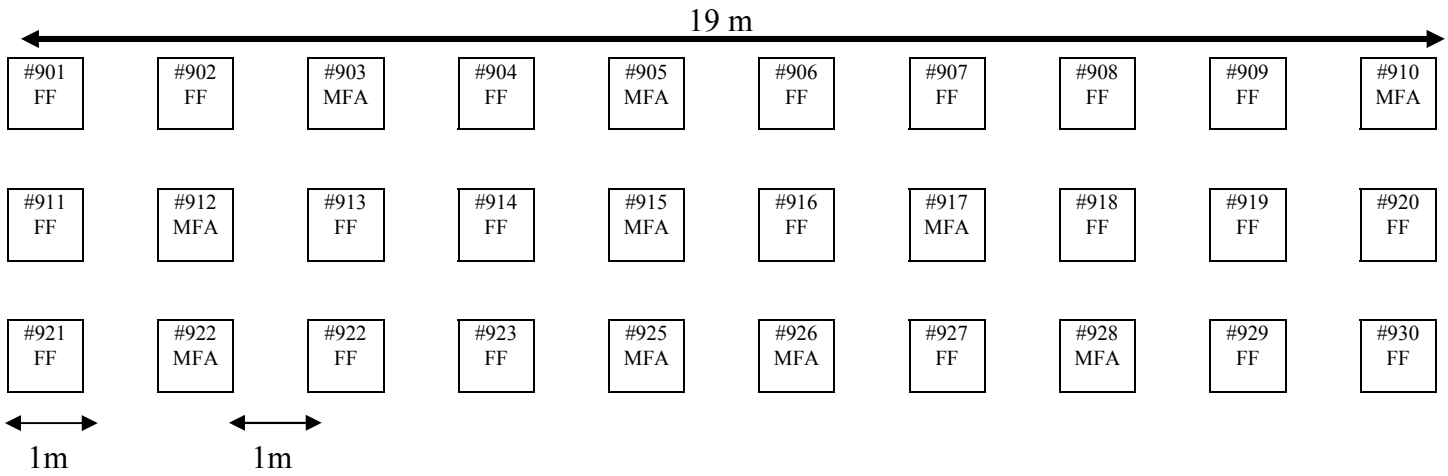 19 m
#901 #902 #903 #904 #905 #906 #907 #908 #909 #910
FF FF MFA FF MFA FF FF FF FF MFA
#911 #912 #913 #914 #915 #916 #917 #918 #919 #920
FF MFA FF FF MFA FF MFA FF FF FF
#921 #922 #922 #923 #925 #926 #927 #928 #929 #930
FF MFA FF FF MFA MFA FF MFA FF FF
1m 1m